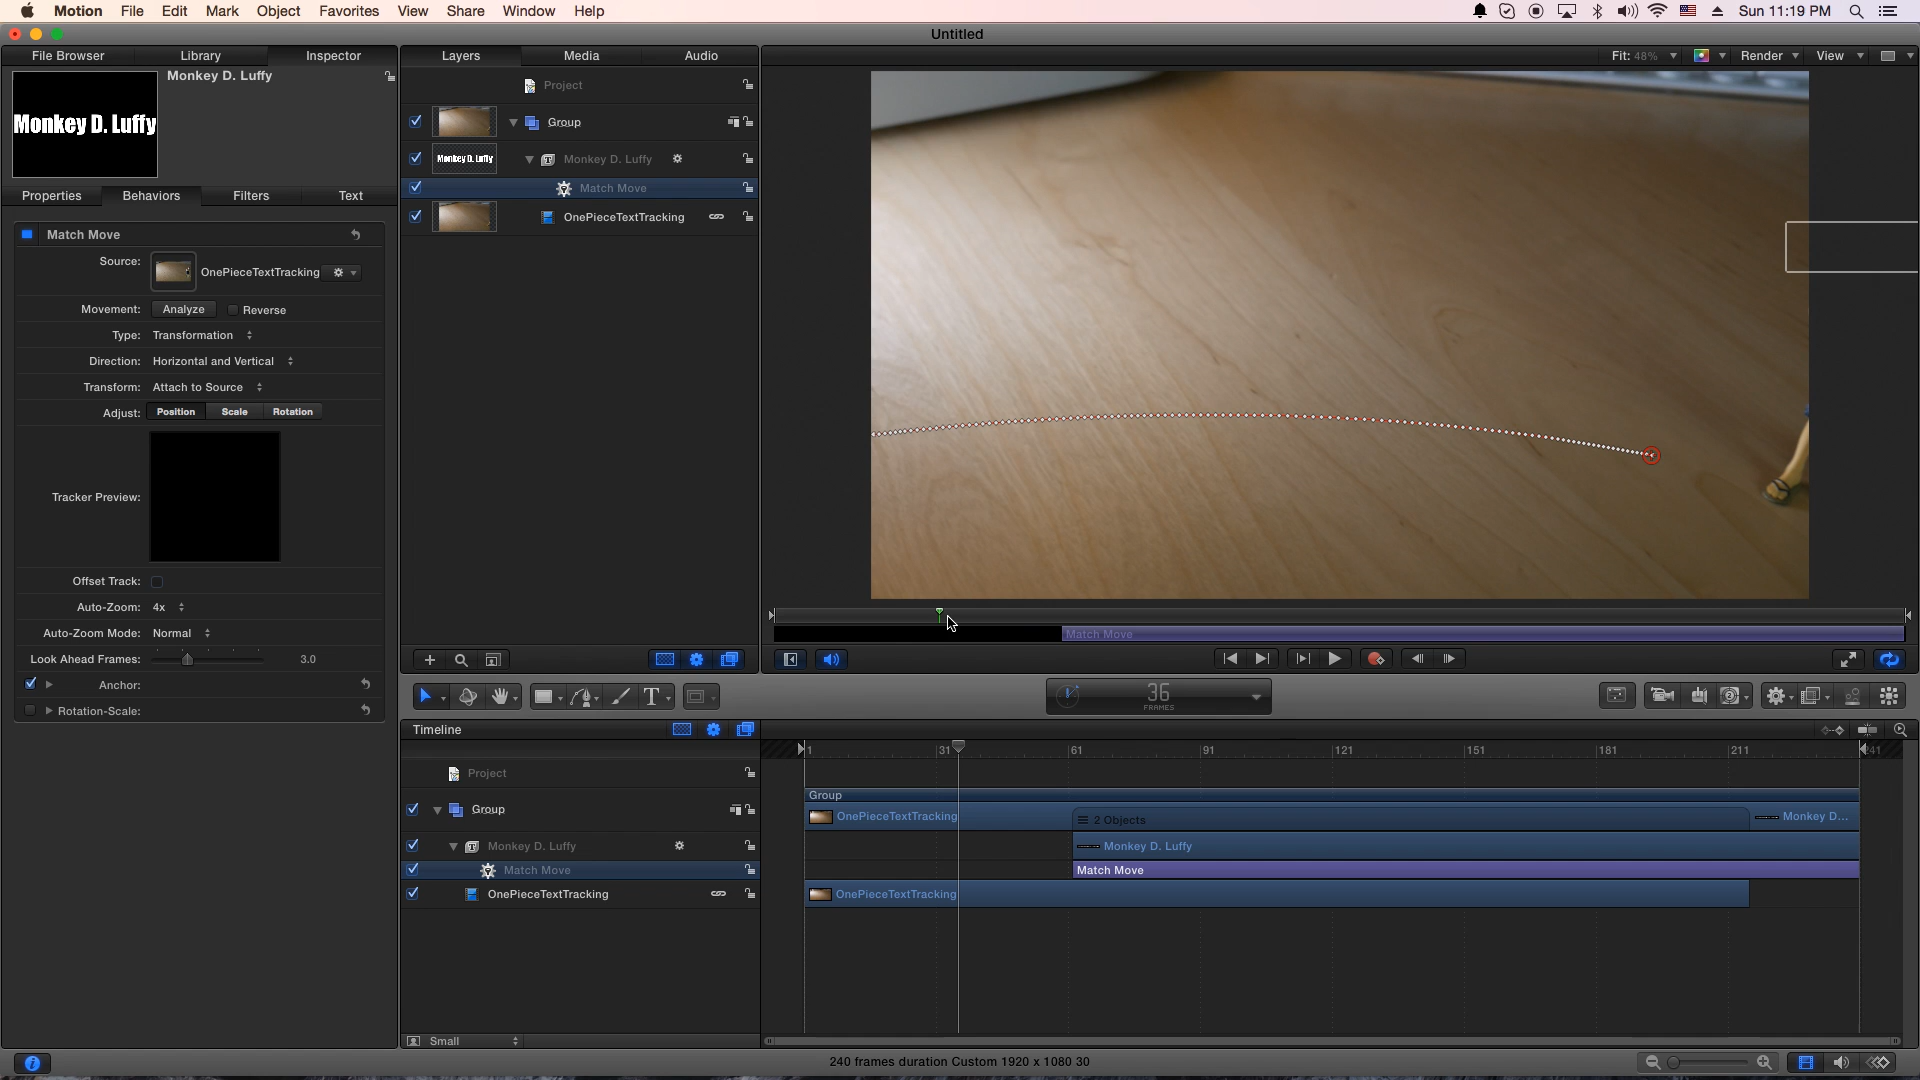 Motion File Edit Mark Object Favorites View Share Window Help Sun 11:19 PM
Untitled
File Browser Library Inspector Layers Media Audio Fit: 48% Render View
Monkey D. Luffy
Monkey D. Luffy
Project
Group
Monkey D. Luffy Monkey D. Luffy
Match Move
OnePieceTextTracking
Properties Behaviors Filters Text
Match Move
Source: OnePieceTextTracking
Movement: Analyze Reverse
Type: Transformation
Direction: Horizontal and Vertical
Transform: Attach to Source
Adjust: Position Scale Rotation
Tracker Preview:
Offset Track:
Auto-Zoom: 4x
Auto-Zoom Mode: Normal
Look Ahead Frames: 3.0
Anchor:
Rotation-Scale:
Match Move
T 36
FRAMES
Timeline
1 31 61 91 121 151 181 211 241
Project
Group
Group
OnePieceTextTracking 2 Objects Monkey D...
Monkey D. Luffy Monkey D. Luffy
Match Move Match Move
OnePieceTextTracking OnePieceTextTracking
Small
240 frames duration Custom 1920 x 1080 30